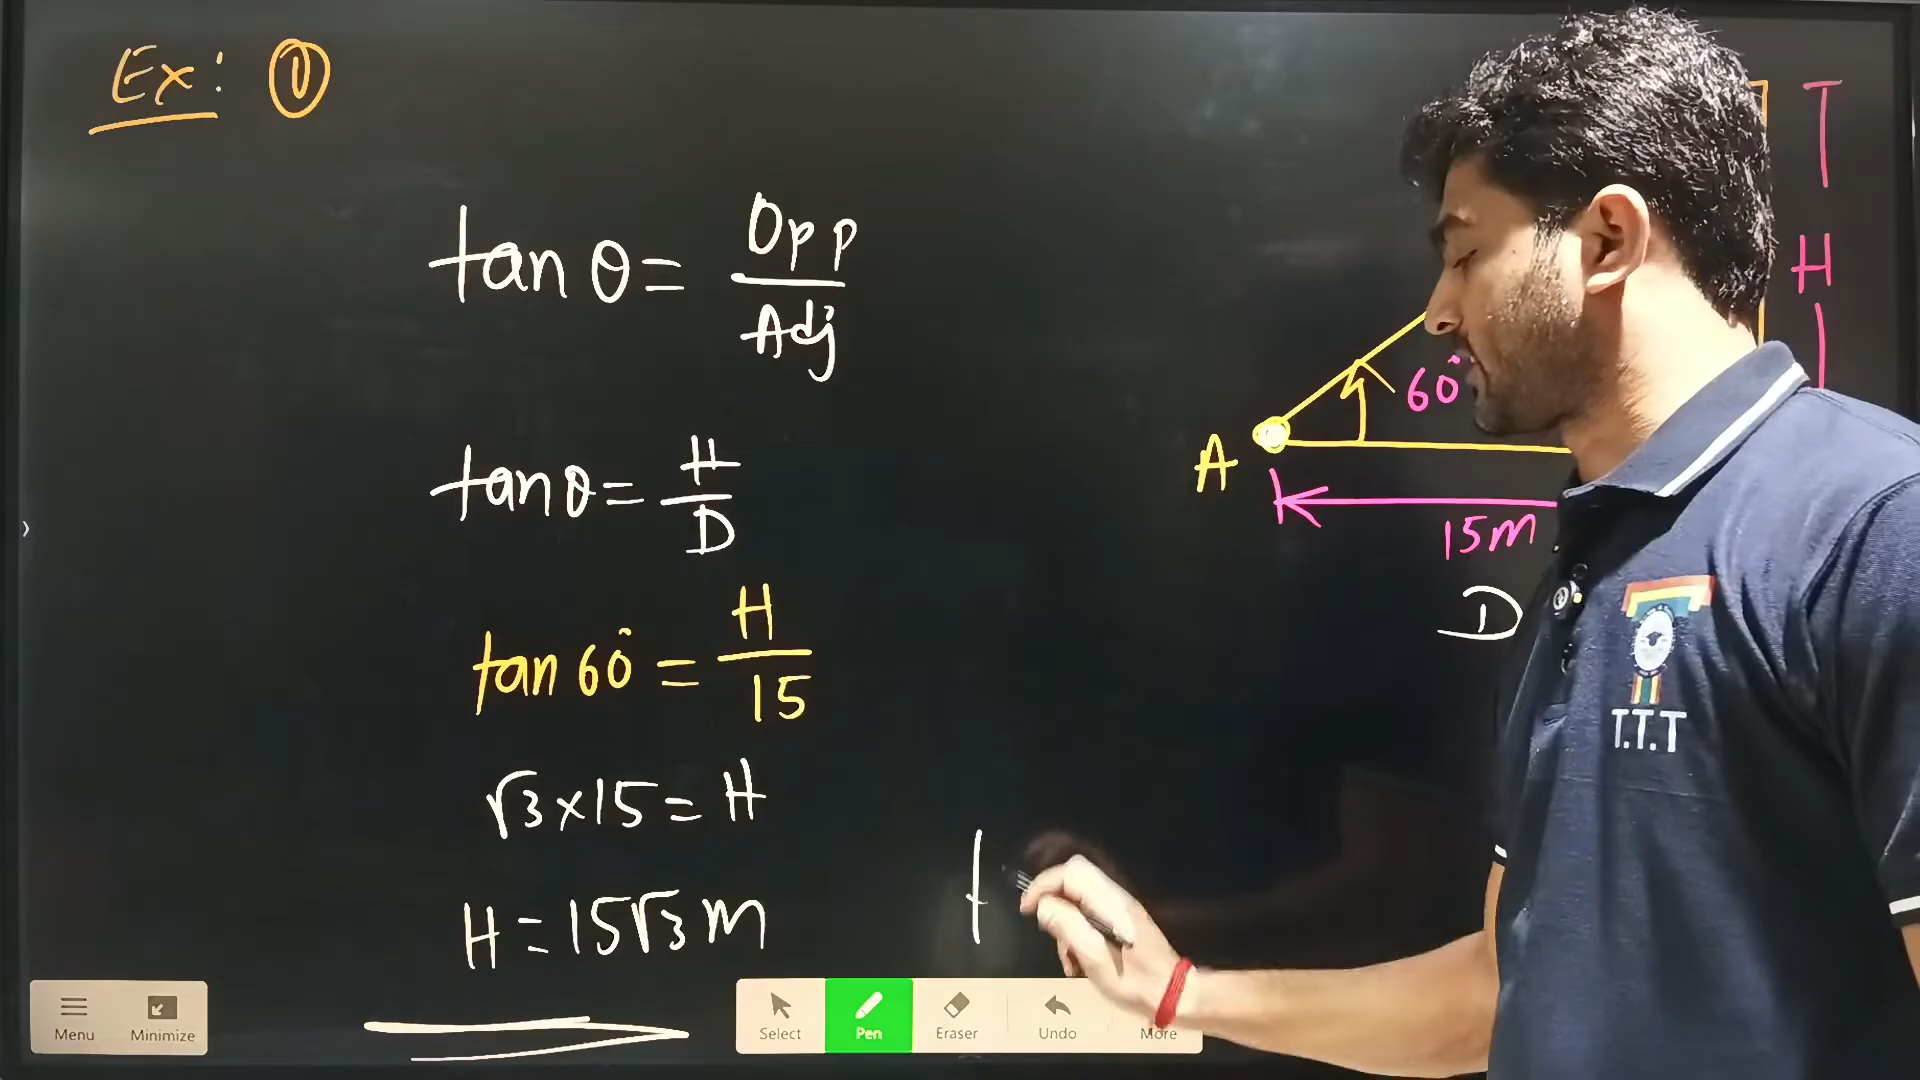 Ex: ①
tan θ = Opp
Adj
tan θ = H
D
tan 60° = H
15
√3 × 15 = H
H = 15√3 m
H
60°
A
15m
D
T.T.T
Menu
Minimize
Select
Pen
Eraser
Undo
More